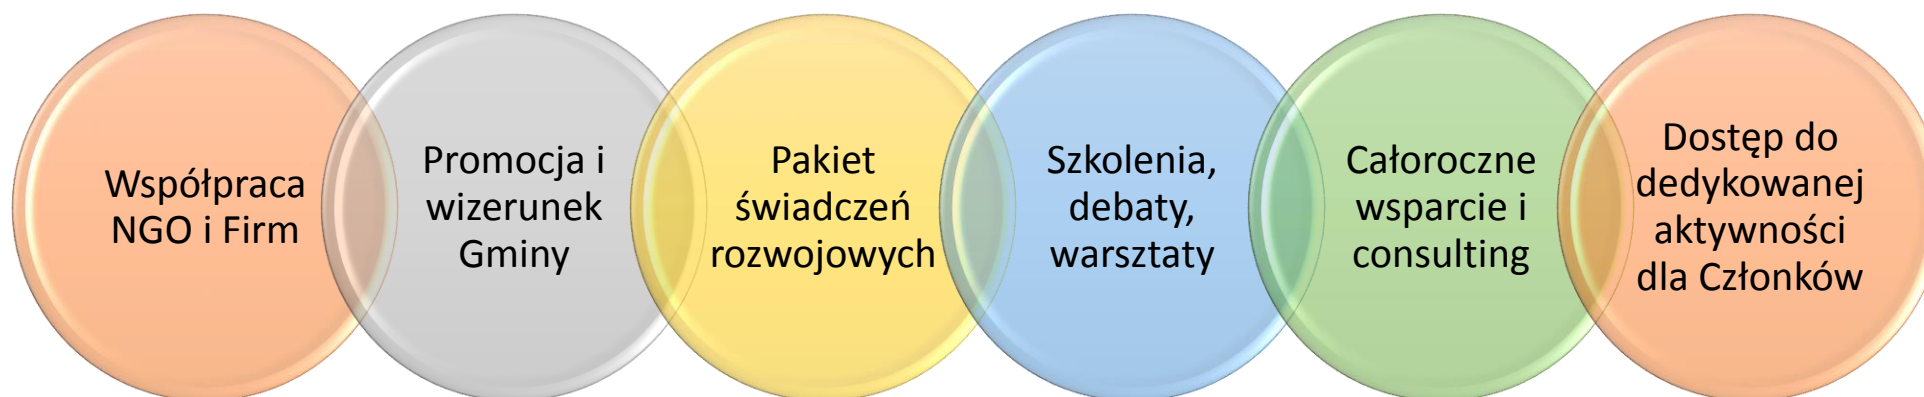 Współpraca
NGO i Firm
Promocja i
wizerunek
Gminy
Pakiet
świadczeń
rozwojowych
Szkolenia,
debaty,
warsztaty
Całoroczne
wsparcie i
consulting
Dostęp do
dedykowanej
aktywności
dla Członków